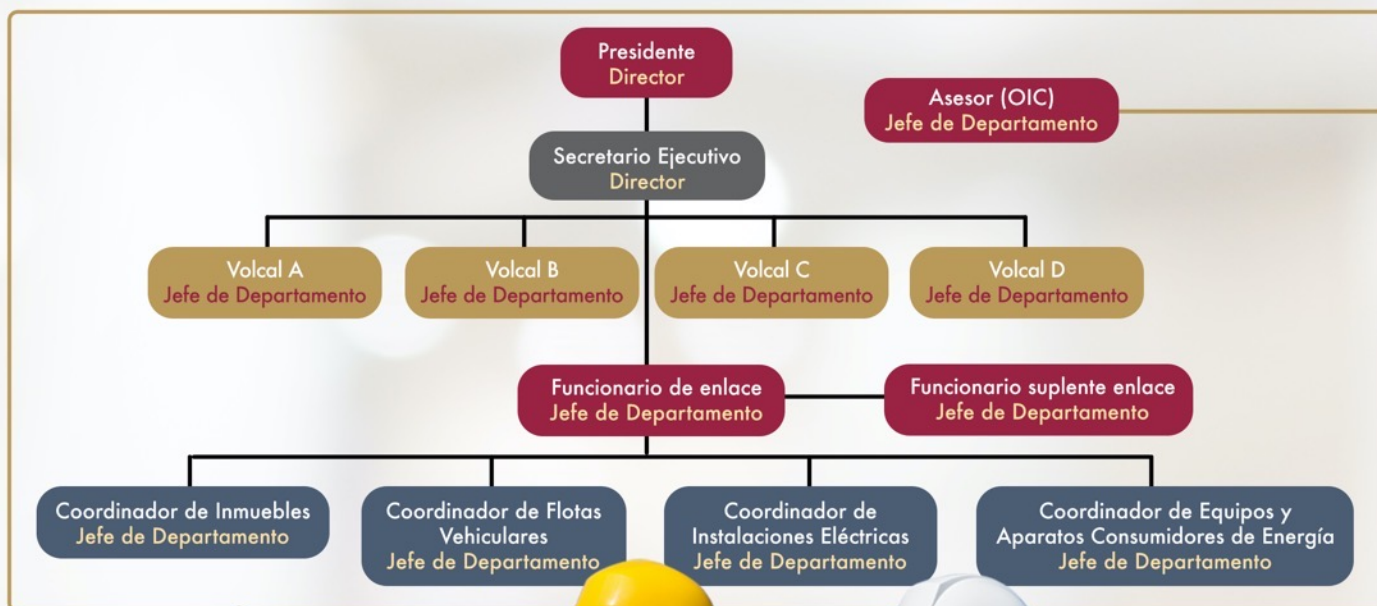 Presidente
Director
Asesor (OIC)
Jefe de Departamento
Secretario Ejecutivo
Director
Volcal A
Jefe de Departamento
Volcal B
Jefe de Departamento
Volcal C
Jefe de Departamento
Volcal D
Jefe de Departamento
Funcionario de enlace
Jefe de Departamento
Funcionario suplente enlace
Jefe de Departamento
Coordinador de Inmuebles
Jefe de Departamento
Coordinador de Flotas
Vehiculares
Jefe de Departamento
Coordinador de
Instalaciones Eléctricas
Jefe de Departamento
Coordinador de Equipos y
Aparatos Consumidores de Energía
Jefe de Departamento